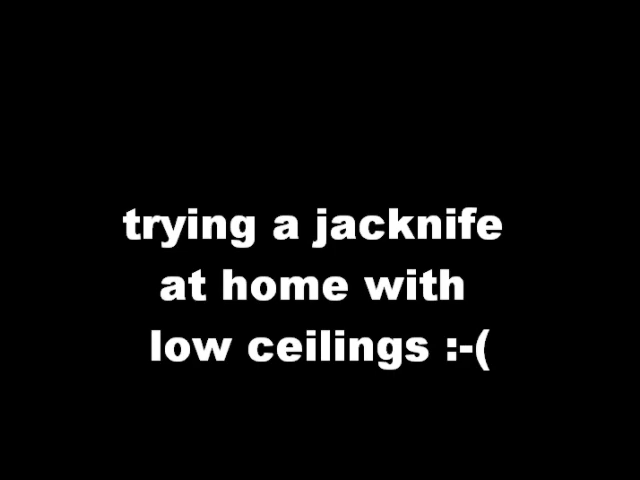 trying a jacknife
at home with
low ceilings :-(